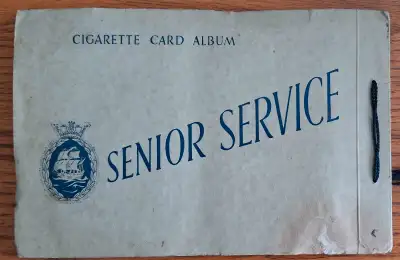 CIGARETTE CARD ALBUM
SENIOR SERVICE